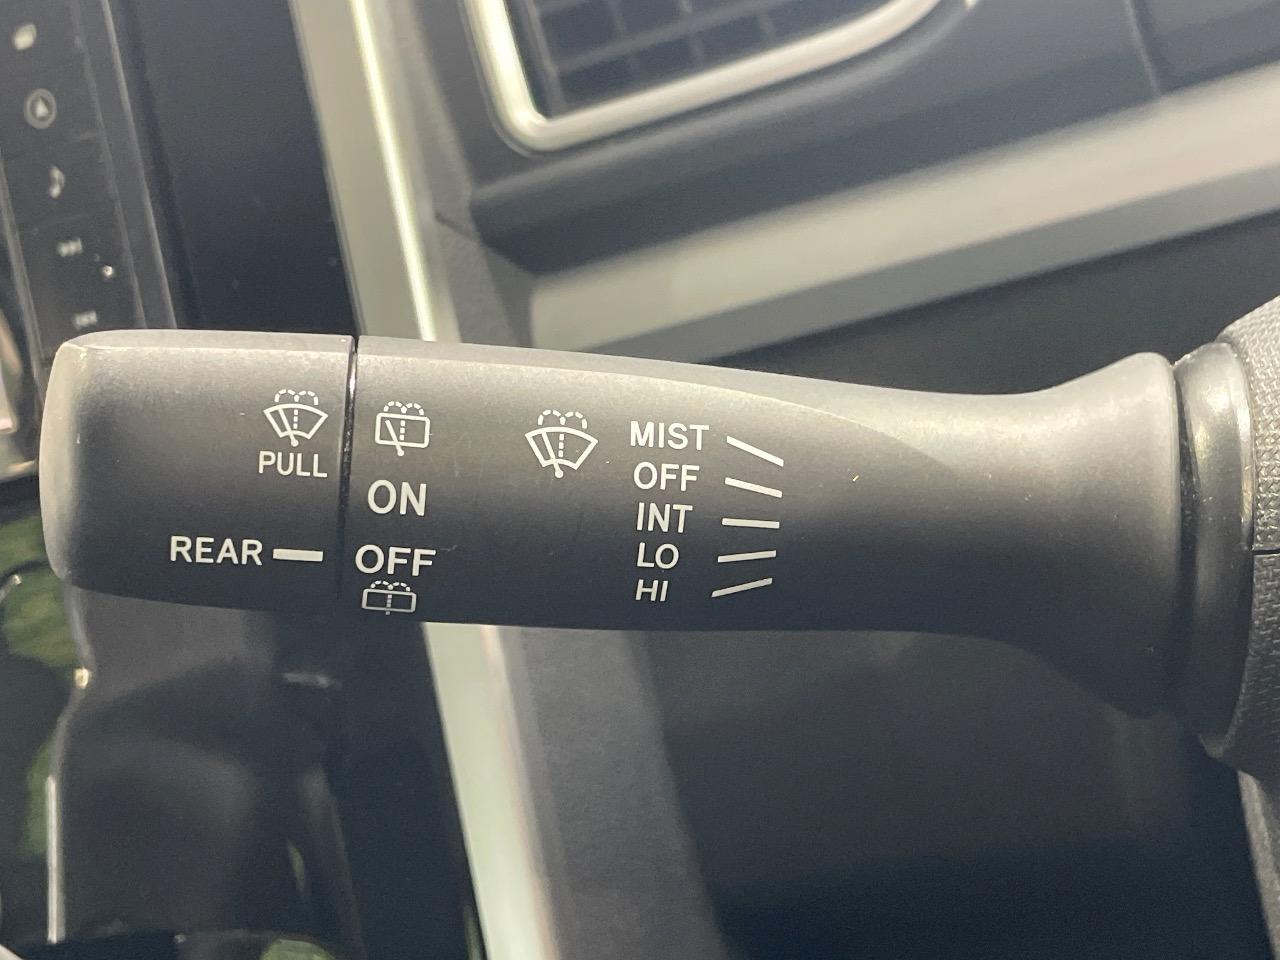 PULL
REAR
ON
OFF
MIST
OFF
INT
LO
HI